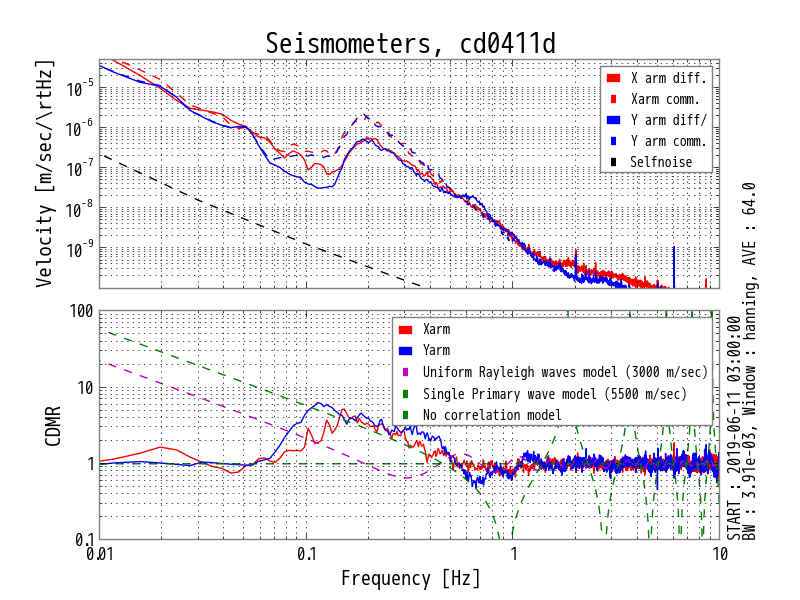 Seismometers, cd0411d
Velocity [m/sec/\rtHz]
10^-5
10^-6
10^-7
10^-8
10^-9
X arm diff.
Xarm comm.
Y arm diff/
Y arm comm.
Selfnoise
CDMR
100
10
1
0.1
Xarm
Yarm
Uniform Rayleigh waves model (3000 m/sec)
Single Primary wave model (5500 m/sec)
No correlation model
0.01
0.1
1
10
Frequency [Hz]
START : 2019-06-11 03:00:00
BW : 3.91e-03, Window : hanning, AVE : 64.0